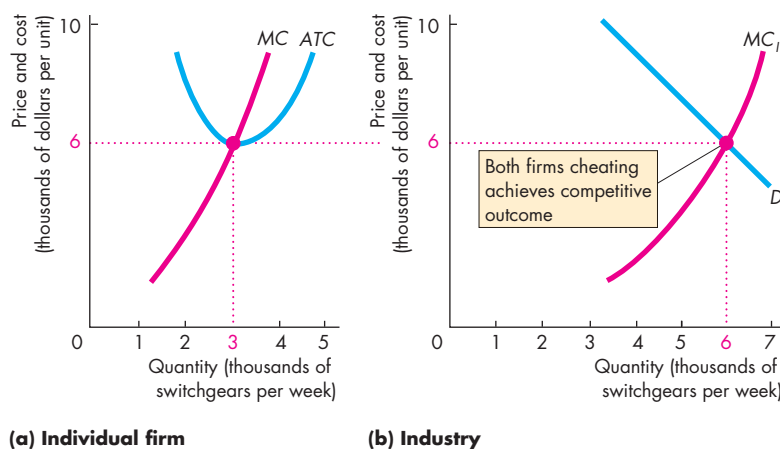 Price and cost
(thousands of dollars per unit)
10
6
MC
ATC
0
1
2
3
4
5
Quantity (thousands of
switchgears per week)
(a) Individual firm
Price and cost
(thousands of dollars per unit)
10
6
MCI
Both firms cheating
achieves competitive
outcome
D
0
1
2
3
4
5
6
7
Quantity (thousands of
switchgears per week)
(b) Industry